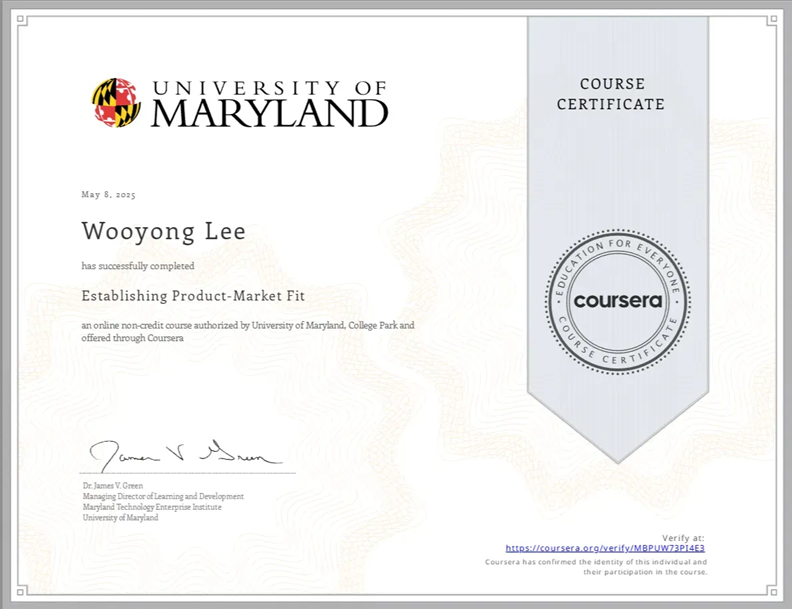 UNIVERSITY OF
MARYLAND
COURSE
CERTIFICATE
May 8, 2025
Wooyong Lee
has successfully completed
Establishing Product-Market Fit
an online non-credit course authorized by University of Maryland, College Park and
offered through Coursera
EDUCATION FOR EVERYONE
coursera
COURSE CERTIFICATE
James V. Green
Dr. James V. Green
Managing Director of Learning and Development
Maryland Technology Enterprise Institute
University of Maryland
Verify at:
https://coursera.org/verify/MBPUW73PI4E3
Coursera has confirmed the identity of this individual and
their participation in the course.